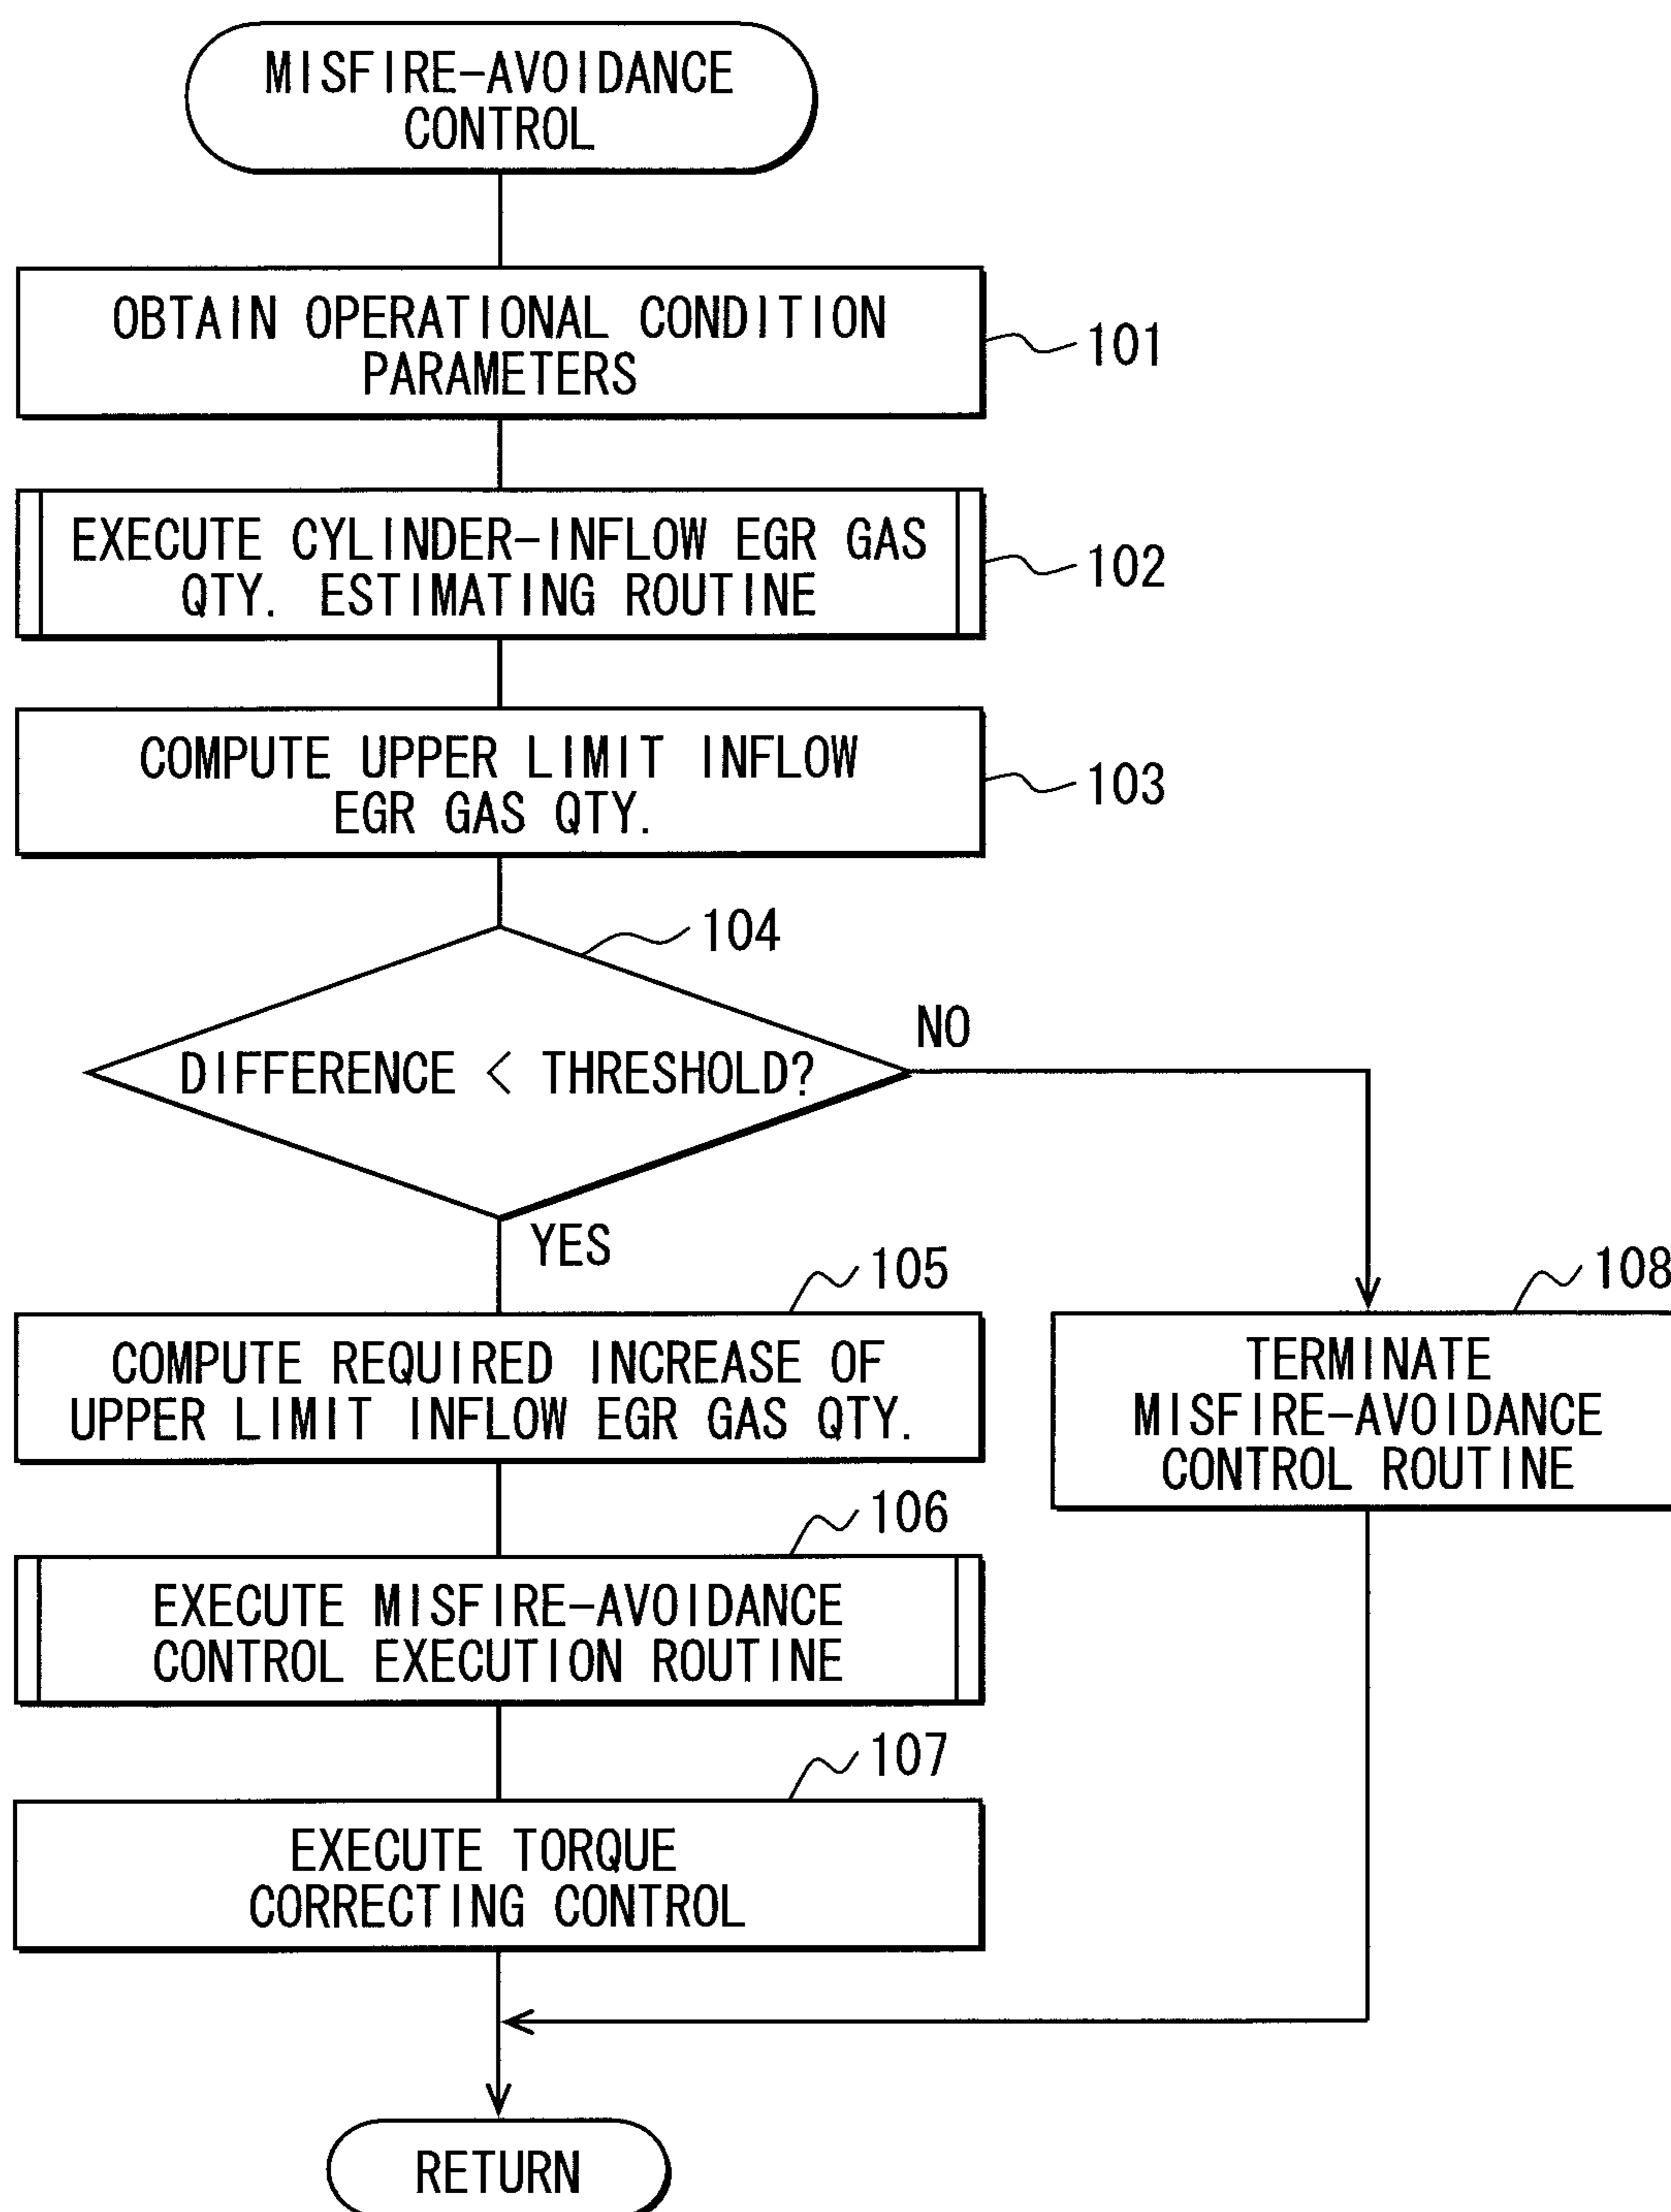 MISFIRE-AVOIDANCE
CONTROL
OBTAIN OPERATIONAL CONDITION
PARAMETERS
101
EXECUTE CYLINDER-INFLOW EGR GAS
QTY. ESTIMATING ROUTINE
102
COMPUTE UPPER LIMIT INFLOW
EGR GAS QTY.
103
104
DIFFERENCE < THRESHOLD?
NO
YES
105
COMPUTE REQUIRED INCREASE OF
UPPER LIMIT INFLOW EGR GAS QTY.
108
TERMINATE
MISFIRE-AVOIDANCE
CONTROL ROUTINE
106
EXECUTE MISFIRE-AVOIDANCE
CONTROL EXECUTION ROUTINE
107
EXECUTE TORQUE
CORRECTING CONTROL
RETURN